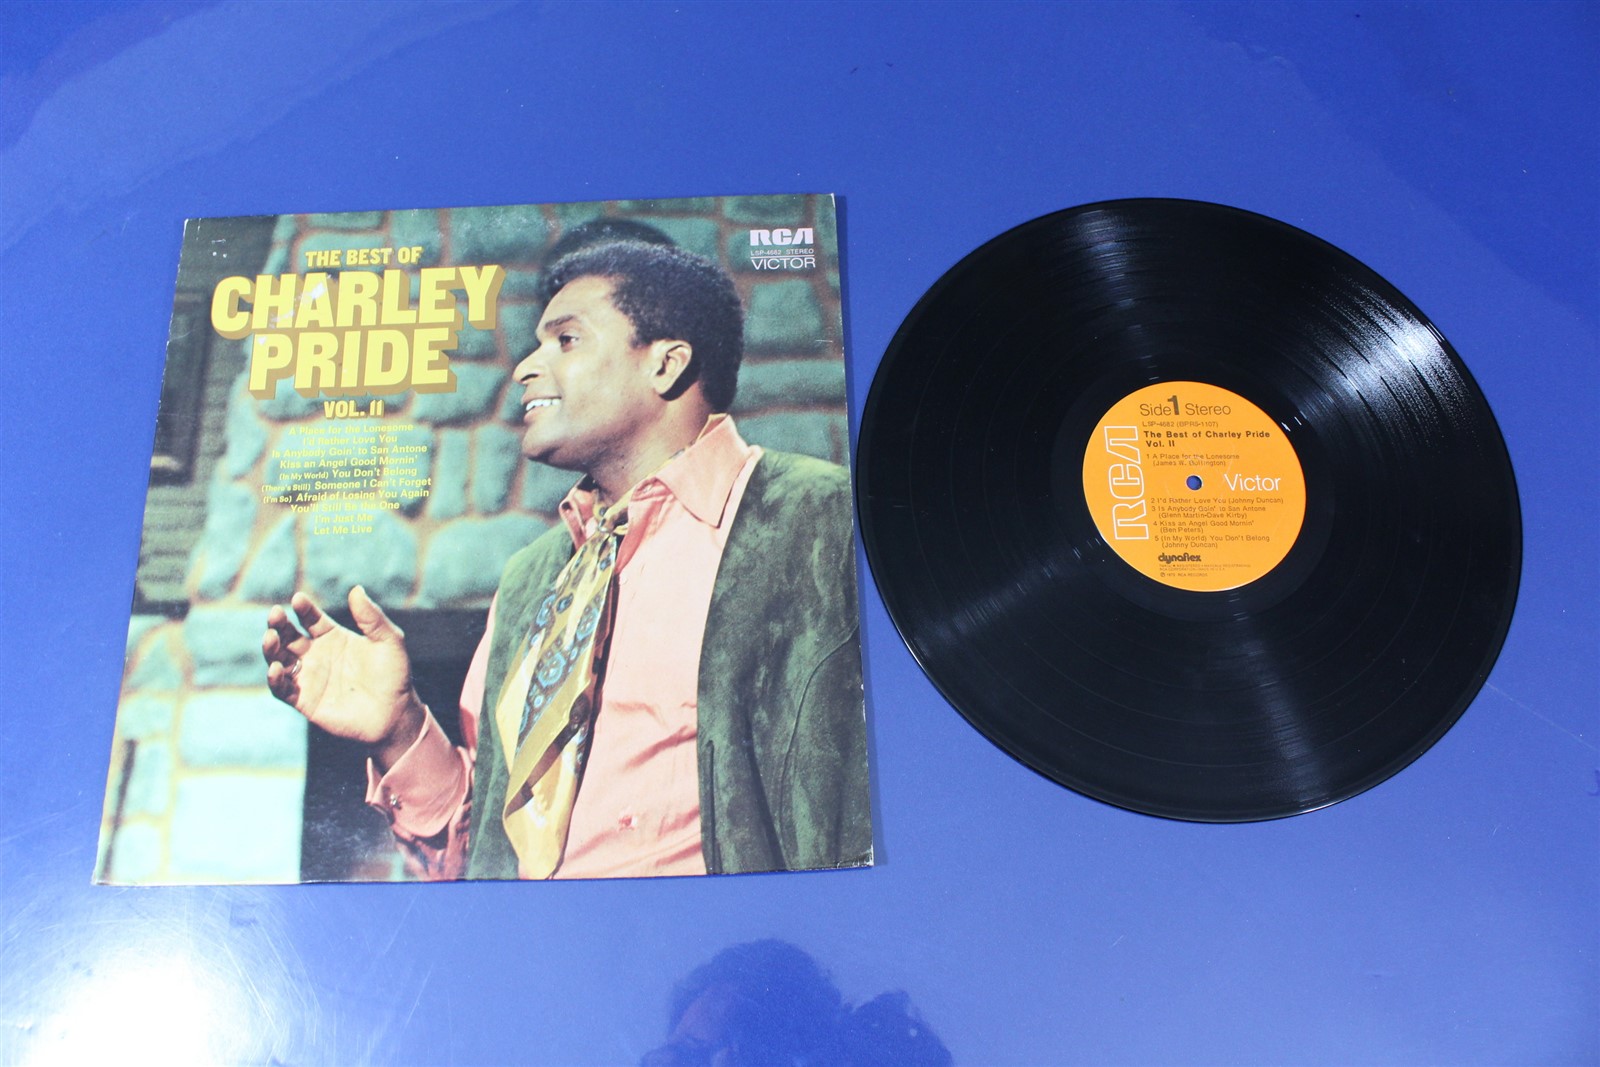 THE BEST OF
CHARLEY
PRIDE
VOL. II
A Place for the Lonesome
I'd Rather Love You
Is Anybody Goin' to San Antone
Kiss an Angel Good Mornin'
(In My World) You Don't Belong
(There's Still) Someone I Can't Forget
(I'm So) Afraid of Losing You Again
You'll Still Be the One
I'm Just Me
Let Me Live
RCA
LSP-4682 STEREO
VICTOR
Side 1 Stereo
LSP-4682 (BPRS-1107)
The Best of Charley Pride
Vol. II
1 A Place for the Lonesome
(James W. Dullington)
RCA
Victor
2 I'd Rather Love You (Johnny Duncan)
3 Is Anybody Goin' to San Antone
(Glenn Martin-Dave Kirby)
4 Kiss an Angel Good Mornin'
(Ben Peters)
5 (In My World) You Don't Belong
(Johnny Duncan)
dynaflex